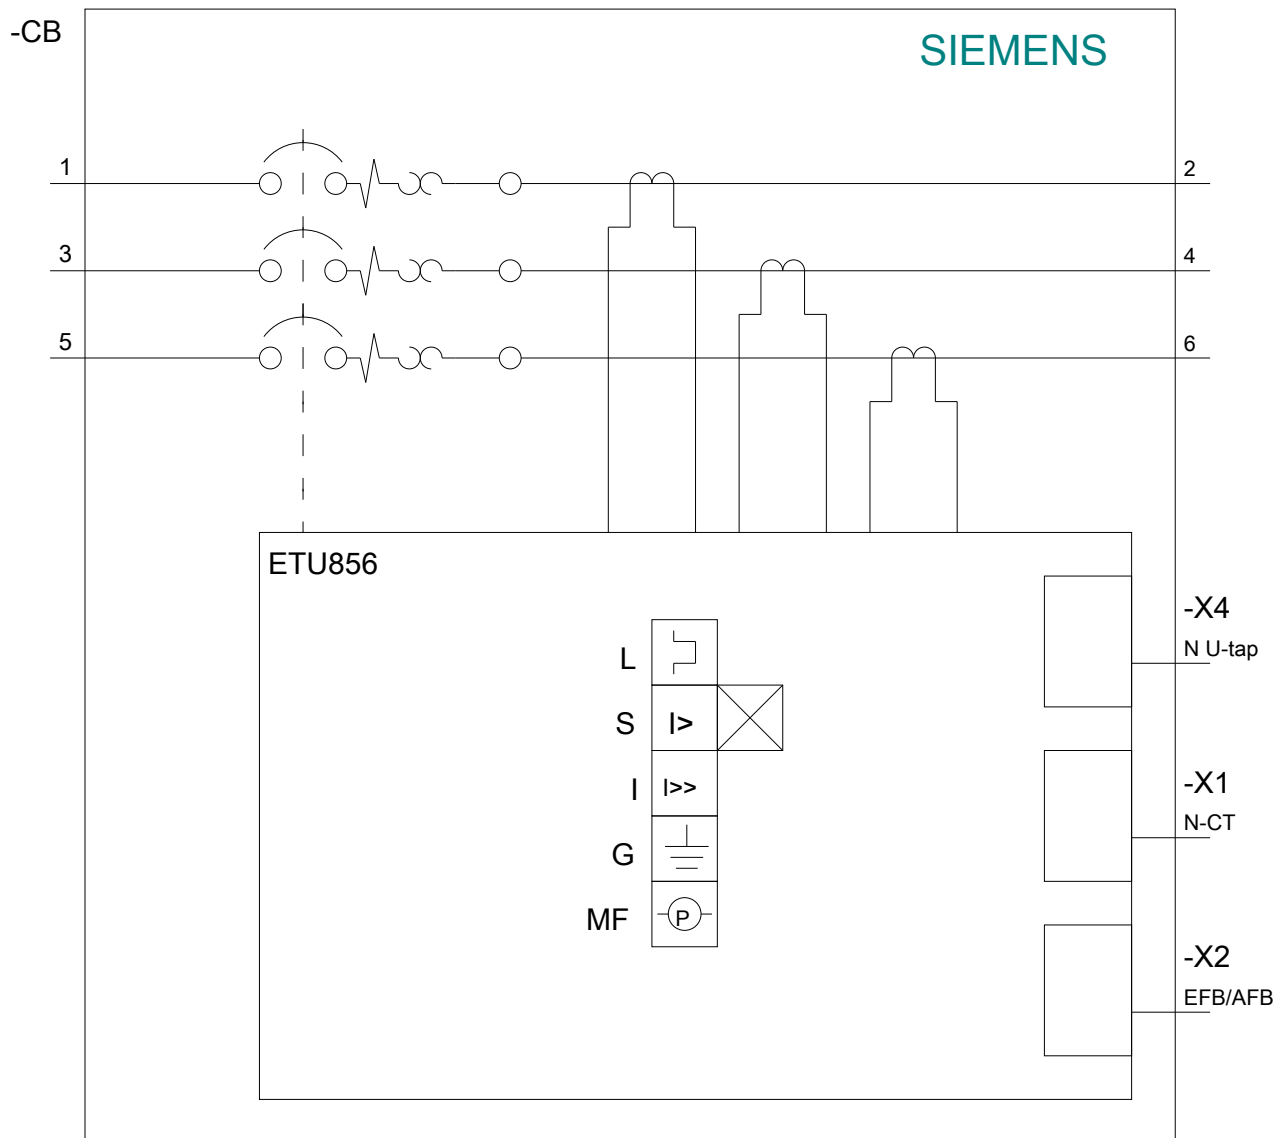 -CB
SIEMENS
1
2
3
4
5
6
ETU856
-X4
N U-tap
L
S
I>
I
I>>
-X1
N-CT
G
MF
P
-X2
EFB/AFB